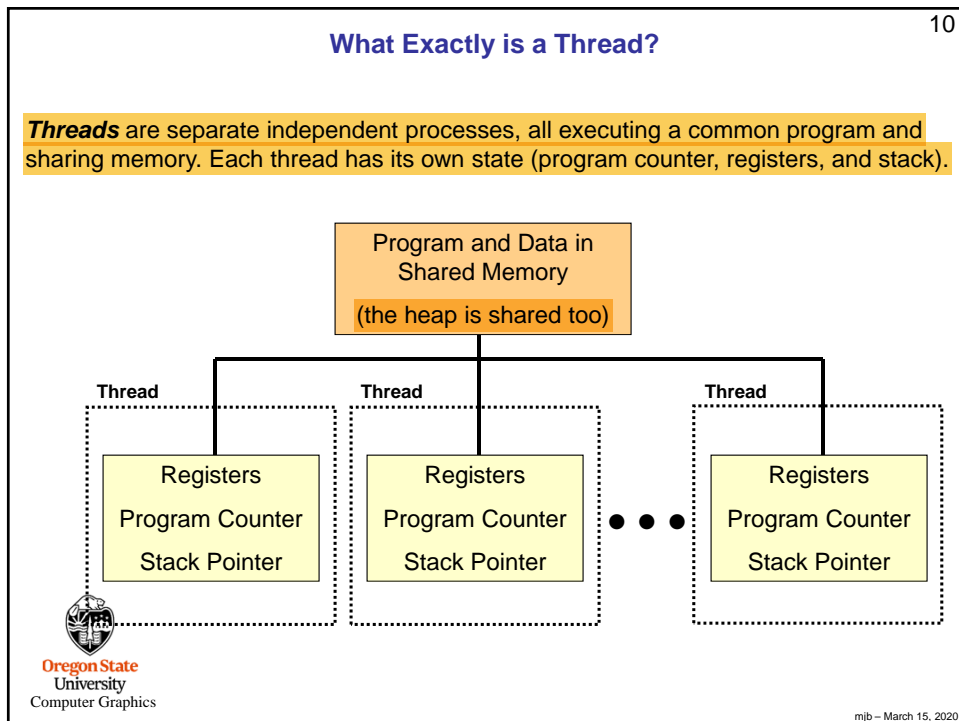 10
What Exactly is a Thread?
Threads are separate independent processes, all executing a common program and
sharing memory. Each thread has its own state (program counter, registers, and stack).
Program and Data in
Shared Memory
(the heap is shared too)
Thread
Thread
Thread
Registers
Program Counter
Stack Pointer
Registers
Program Counter
Stack Pointer
Registers
Program Counter
Stack Pointer
Oregon State
University
Computer Graphics
mjb – March 15, 2020